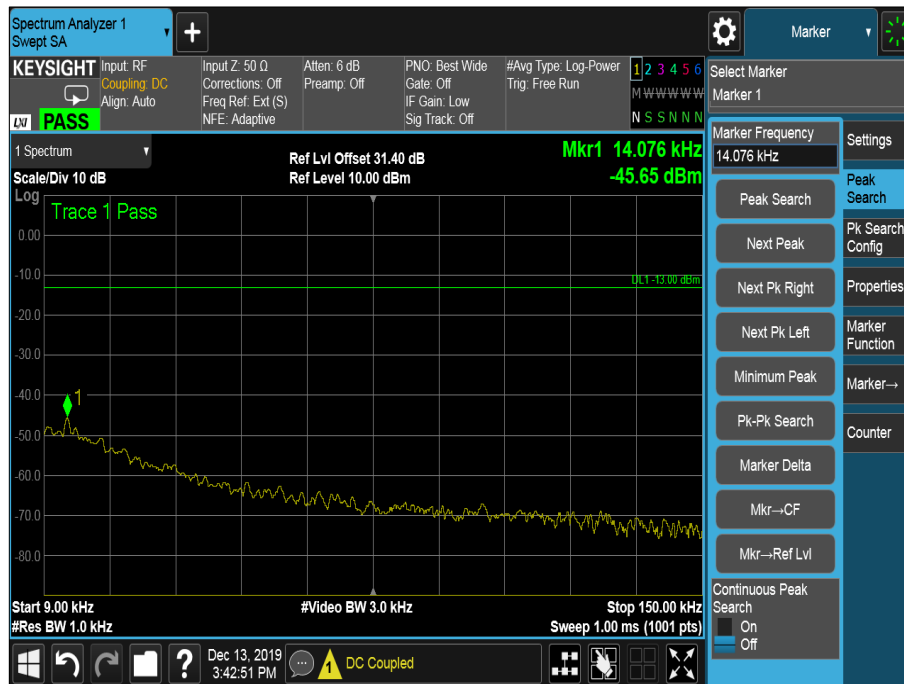 Spectrum Analyzer 1
Swept SA
Marker
KEYSIGHT
Input: RF
Coupling: DC
Align: Auto
Input Z: 50 Ω
Corrections: Off
Freq Ref: Ext (S)
NFE: Adaptive
Atten: 6 dB
Preamp: Off
PNO: Best Wide
Gate: Off
IF Gain: Low
Sig Track: Off
#Avg Type: Log-Power
Trig: Free Run
1 2 3 4 5 6
M W W W W W
N S S N N N
LXI
PASS
Select Marker
Marker 1
1 Spectrum
Scale/Div 10 dB
Ref Lvl Offset 31.40 dB
Ref Level 10.00 dBm
Mkr1 14.076 kHz
-45.65 dBm
Log
Trace 1 Pass
0.00
-10.0
-20.0
-30.0
-40.0
-50.0
-60.0
-70.0
-80.0
DL1 -13.00 dBm
1
Start 9.00 kHz
#Res BW 1.0 kHz
#Video BW 3.0 kHz
Stop 150.00 kHz
Sweep 1.00 ms (1001 pts)
Marker Frequency
14.076 kHz
Peak Search
Next Peak
Next Pk Right
Next Pk Left
Minimum Peak
Pk-Pk Search
Marker Delta
Mkr→CF
Mkr→Ref Lvl
Continuous Peak
Search
On
Off
Settings
Peak
Search
Pk Search
Config
Properties
Marker
Function
Marker→
Counter
?
Dec 13, 2019
3:42:51 PM
1
DC Coupled